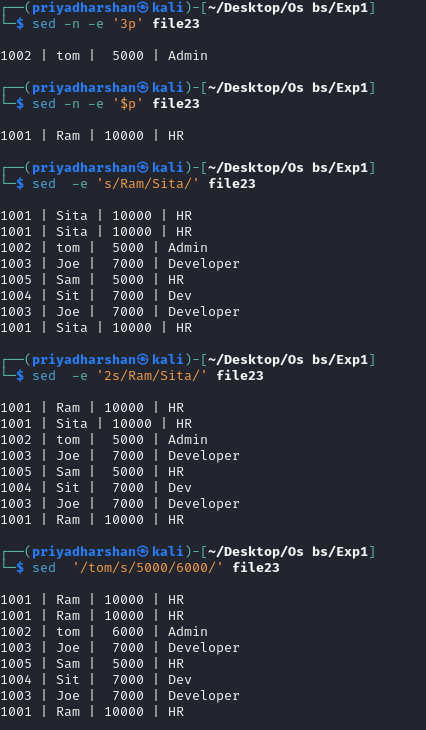 ┌──(priyadharshan㉿kali)-[~/Desktop/Os bs/Exp1]
└─$ sed -n -e '3p' file23
1002 | tom |  5000 | Admin
┌──(priyadharshan㉿kali)-[~/Desktop/Os bs/Exp1]
└─$ sed -n -e '$p' file23
1001 | Ram | 10000 | HR
┌──(priyadharshan㉿kali)-[~/Desktop/Os bs/Exp1]
└─$ sed  -e 's/Ram/Sita/' file23
1001 | Sita | 10000 | HR
1001 | Sita | 10000 | HR
1002 | tom |  5000 | Admin
1003 | Joe |  7000 | Developer
1005 | Sam |  5000 | HR
1004 | Sit |  7000 | Dev
1003 | Joe |  7000 | Developer
1001 | Sita | 10000 | HR
┌──(priyadharshan㉿kali)-[~/Desktop/Os bs/Exp1]
└─$ sed  -e '2s/Ram/Sita/' file23
1001 | Ram | 10000 | HR
1001 | Sita | 10000 | HR
1002 | tom |  5000 | Admin
1003 | Joe |  7000 | Developer
1005 | Sam |  5000 | HR
1004 | Sit |  7000 | Dev
1003 | Joe |  7000 | Developer
1001 | Ram | 10000 | HR
┌──(priyadharshan㉿kali)-[~/Desktop/Os bs/Exp1]
└─$ sed  '/tom/s/5000/6000/' file23
1001 | Ram | 10000 | HR
1001 | Ram | 10000 | HR
1002 | tom |  6000 | Admin
1003 | Joe |  7000 | Developer
1005 | Sam |  5000 | HR
1004 | Sit |  7000 | Dev
1003 | Joe |  7000 | Developer
1001 | Ram | 10000 | HR